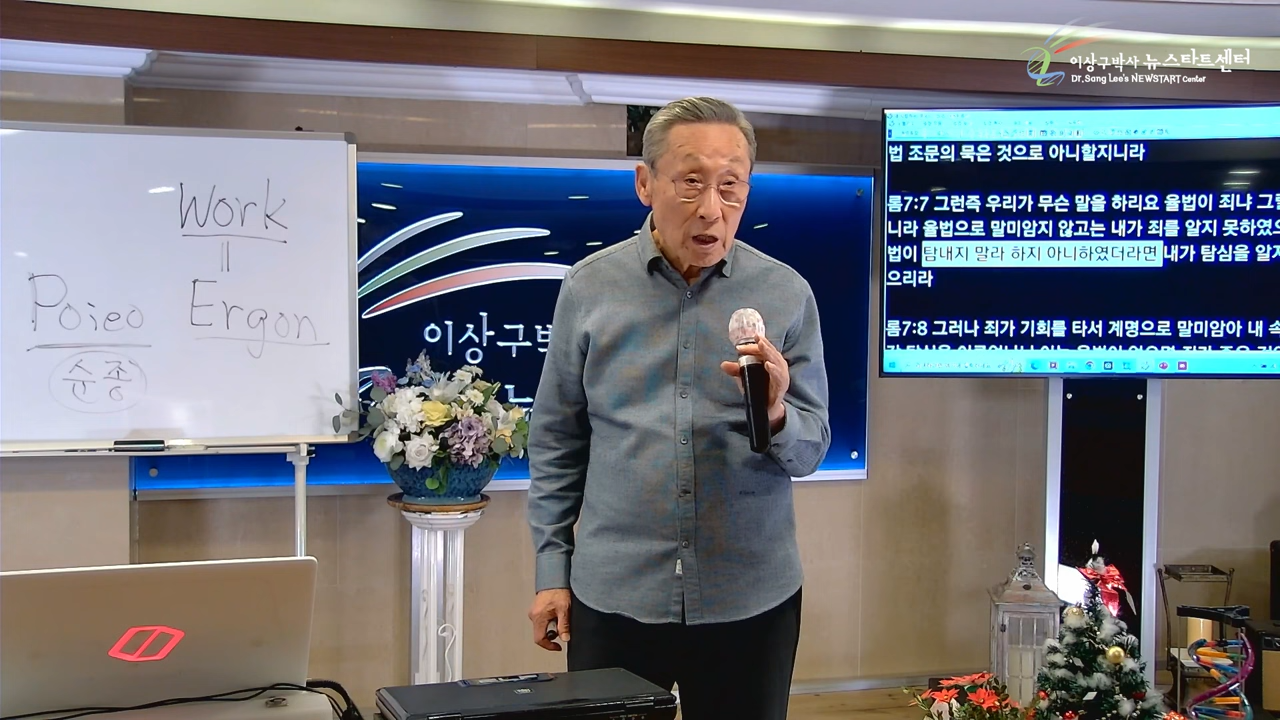 이상구박사 뉴스타트센터
Dr. Sang Lee's NEWSTART Center
Work
=
Ergon
Poieo
순종
이상구박
법 조문의 묵은 것으로 아니할지니라
롬7:7 그런즉 우리가 무슨 말을 하리요 율법이 죄냐 그럴
니라 율법으로 말미암지 않고는 내가 죄를 알지 못하였으
법이 탐내지 말라 하지 아니하였더라면 내가 탐심을 알지
으리라
롬7:8 그러나 죄가 기회를 타서 계명으로 말미암아 내 속